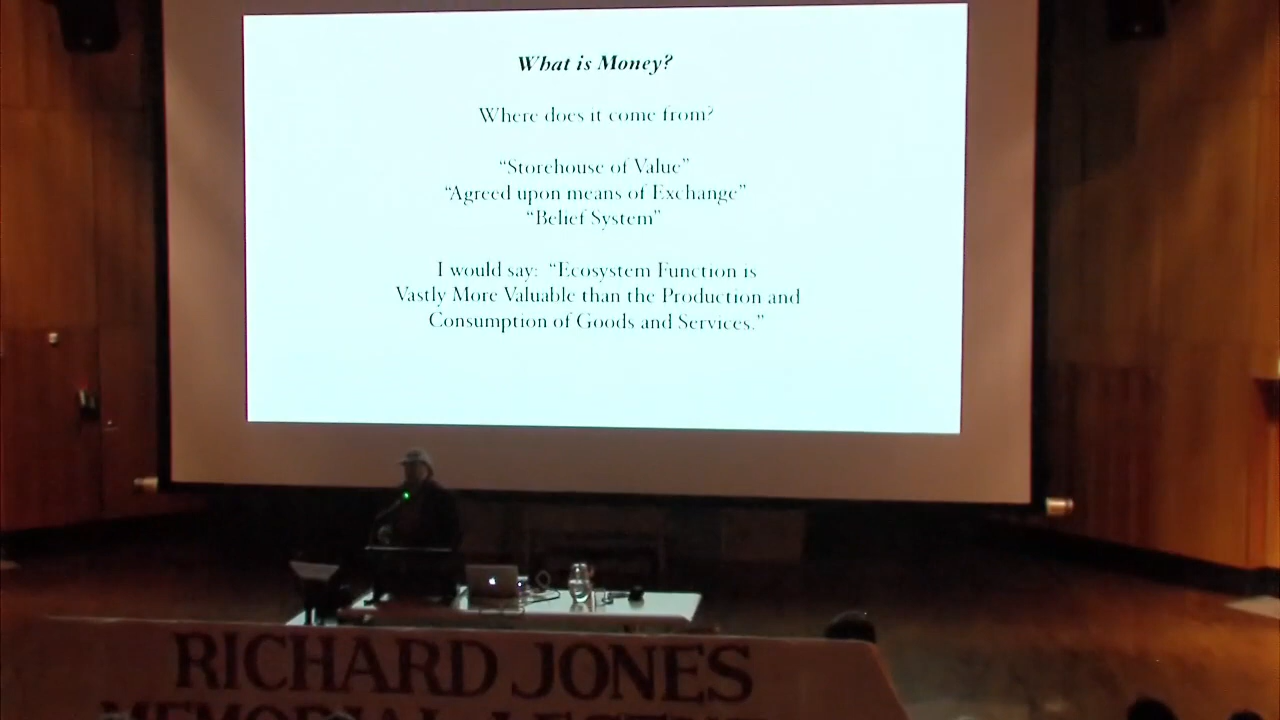 What is Money?
Where does it come from?
“Storehouse of Value”
“Agreed upon means of Exchange”
“Belief System”
I would say: “Ecosystem Function is
Vastly More Valuable than the Production and
Consumption of Goods and Services.”
RICHARD JONES
MEMORIAL